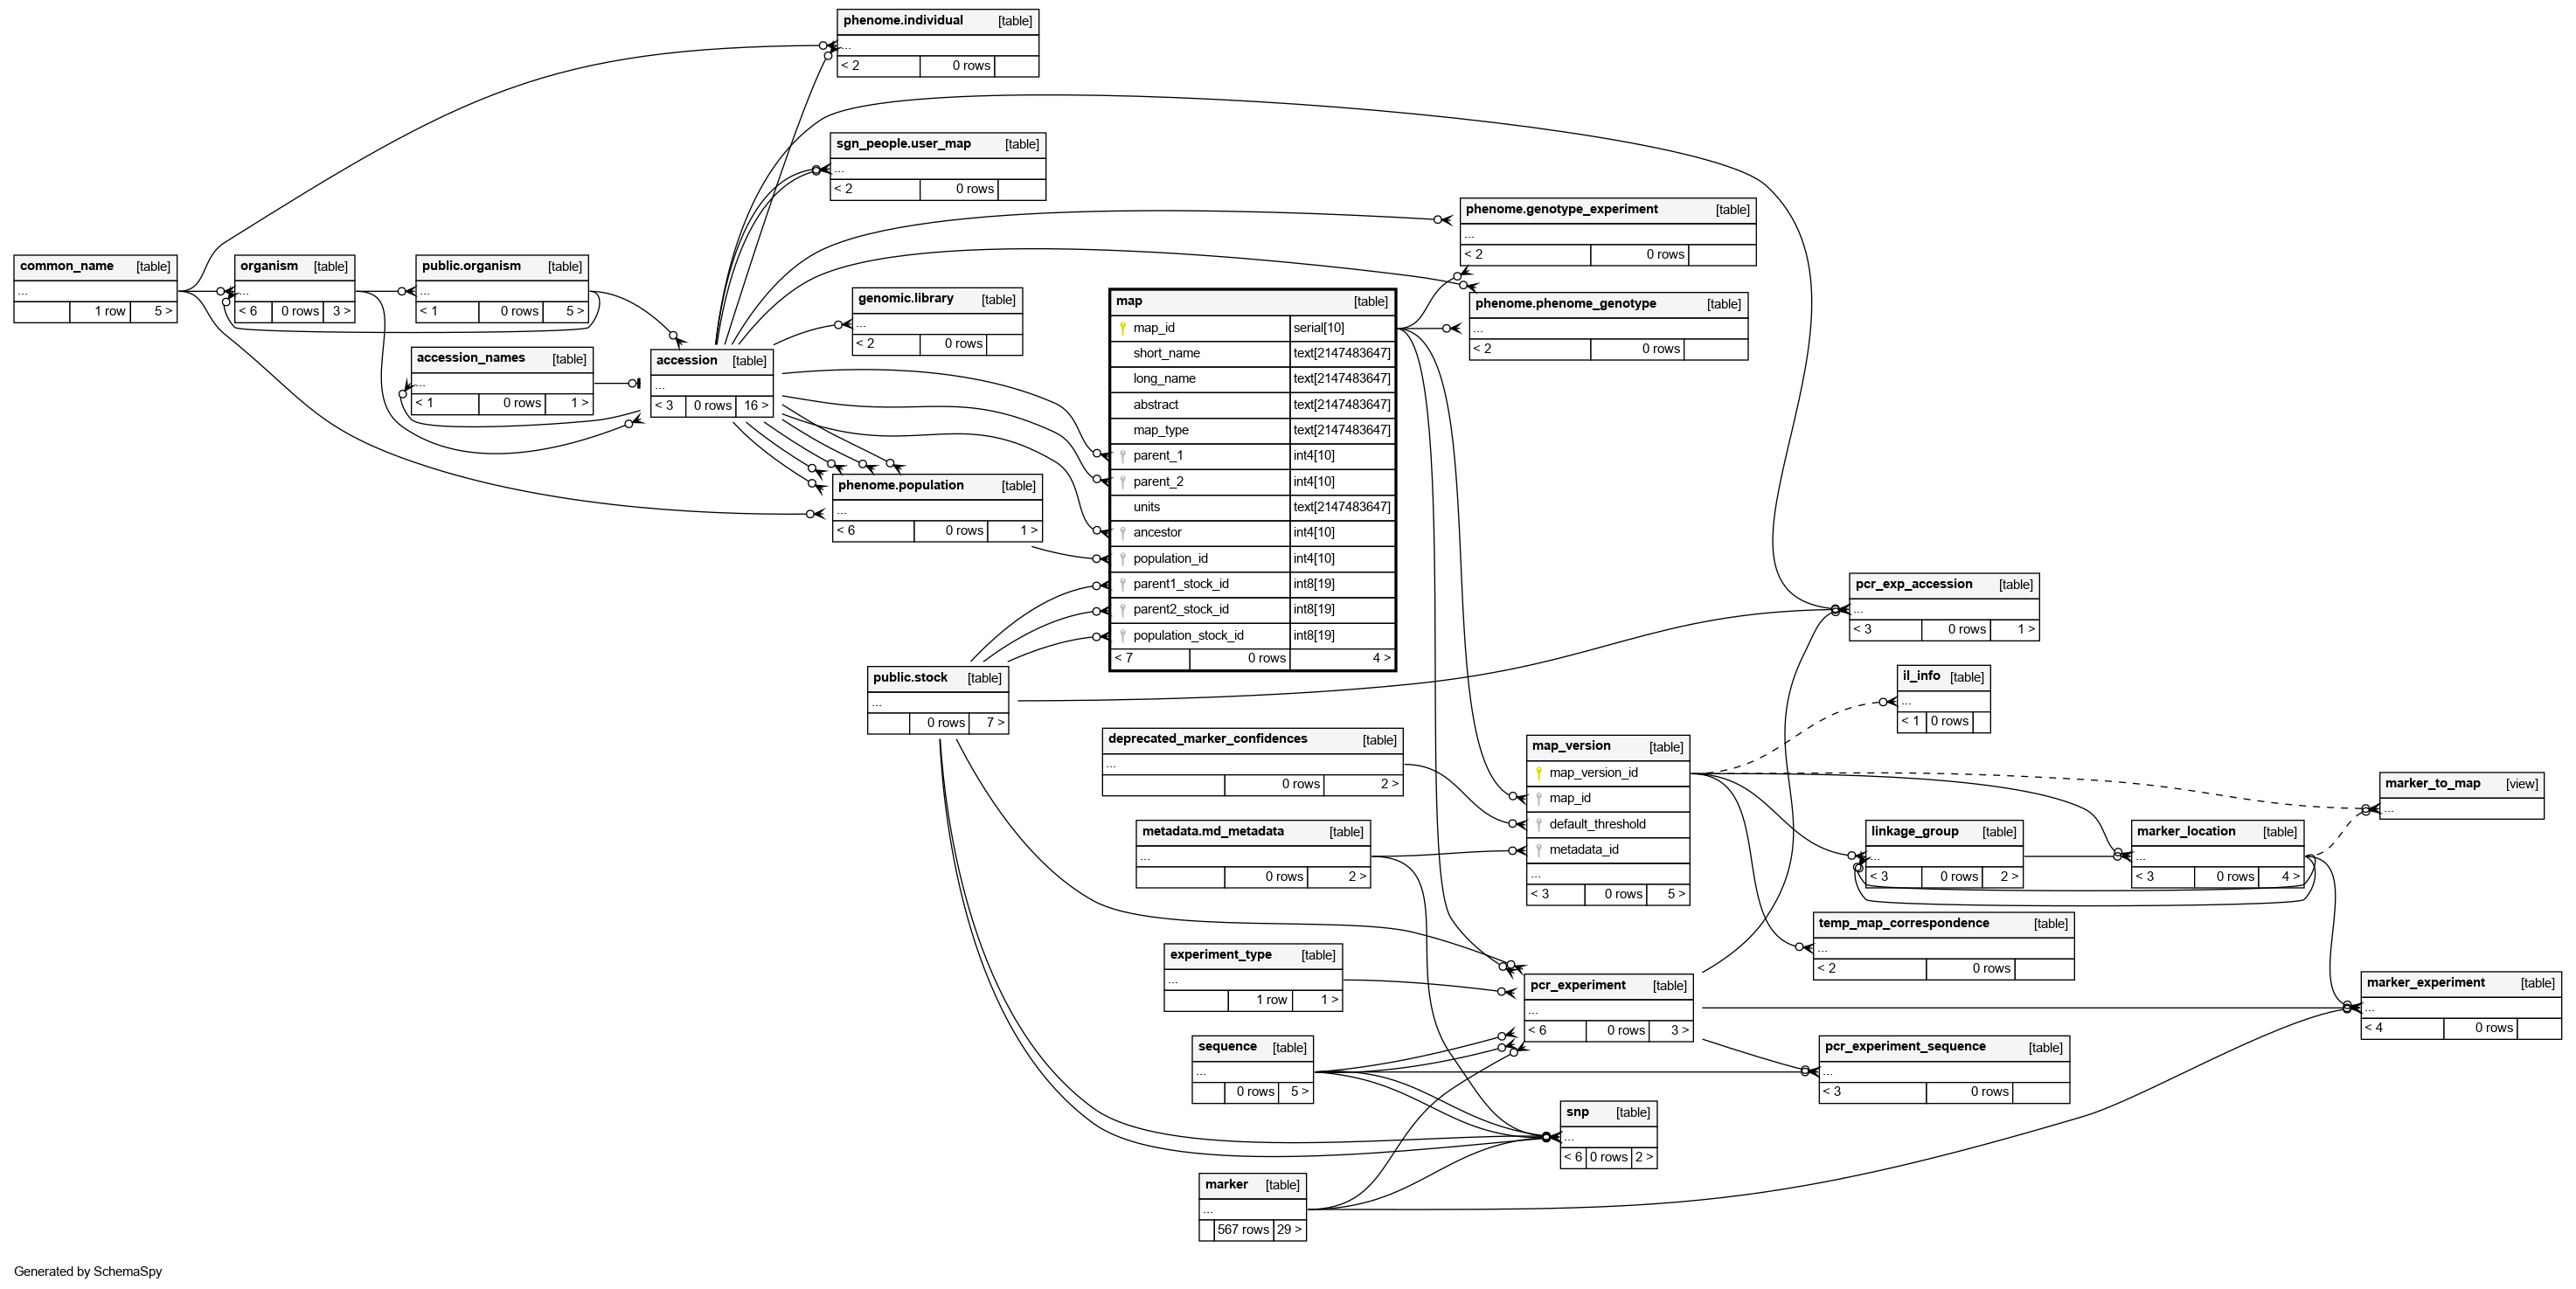 phenome.individual [table]
...
< 2 0 rows
sgn_people.user_map [table]
...
< 2 0 rows
phenome.genotype_experiment [table]
...
< 2 0 rows
common_name [table]
...
1 row 5 >
organism [table]
...
< 6 0 rows 3 >
public.organism [table]
...
< 1 0 rows 5 >
genomic.library [table]
...
< 2 0 rows
phenome.phenome_genotype [table]
...
< 2 0 rows
accession_names [table]
...
< 1 0 rows 1 >
accession [table]
...
< 3 0 rows 16 >
phenome.population [table]
...
< 6 0 rows 1 >
map [table]
map_id serial[10]
short_name text[2147483647]
long_name text[2147483647]
abstract text[2147483647]
map_type text[2147483647]
parent_1 int4[10]
parent_2 int4[10]
units text[2147483647]
ancestor int4[10]
population_id int4[10]
parent1_stock_id int8[19]
parent2_stock_id int8[19]
population_stock_id int8[19]
< 7 0 rows 4 >
pcr_exp_accession [table]
...
< 3 0 rows 1 >
public.stock [table]
...
0 rows 7 >
il_info [table]
...
< 1 0 rows
deprecated_marker_confidences [table]
...
0 rows 2 >
map_version [table]
map_version_id
map_id
default_threshold
metadata_id
...
< 3 0 rows 5 >
marker_to_map [view]
...
metadata.md_metadata [table]
...
0 rows 2 >
linkage_group [table]
...
< 3 0 rows 2 >
marker_location [table]
...
< 3 0 rows 4 >
temp_map_correspondence [table]
...
< 2 0 rows
experiment_type [table]
...
1 row 1 >
pcr_experiment [table]
...
< 6 0 rows 3 >
marker_experiment [table]
...
< 4 0 rows
sequence [table]
...
0 rows 5 >
pcr_experiment_sequence [table]
...
< 3 0 rows
snp [table]
...
< 6 0 rows 2 >
marker [table]
...
567 rows 29 >
Generated by SchemaSpy